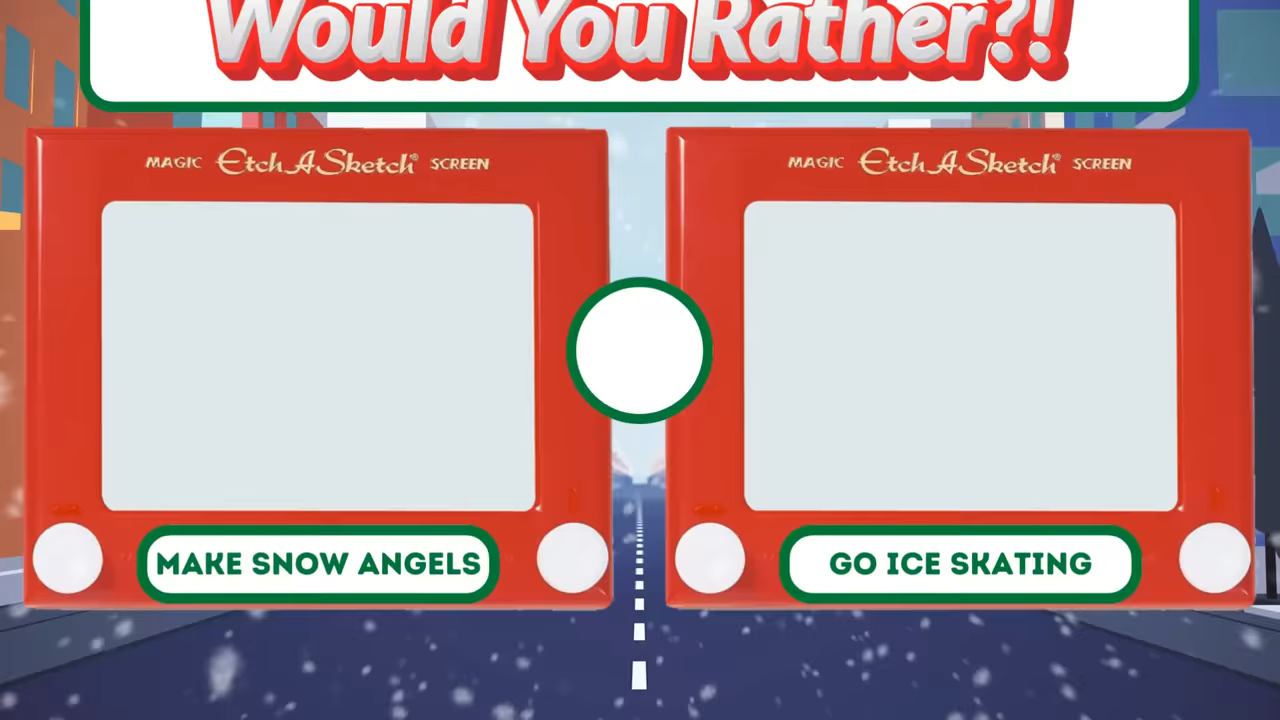 Would You Rather?!
MAGIC Etch A Sketch® SCREEN
MAGIC Etch A Sketch® SCREEN
MAKE SNOW ANGELS
GO ICE SKATING